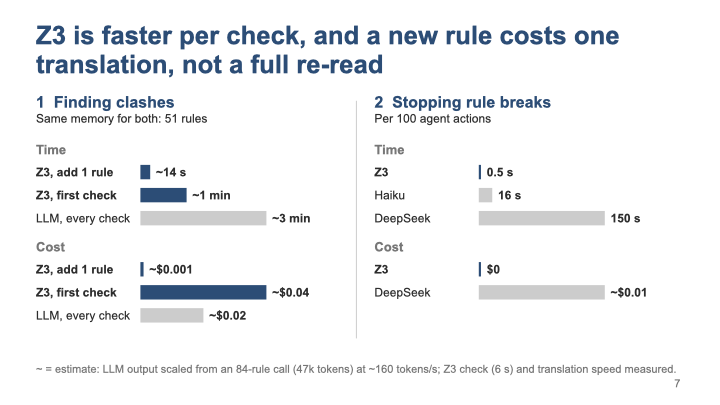 Z3 is faster per check, and a new rule costs one
translation, not a full re-read
1 Finding clashes
Same memory for both: 51 rules
Time
Z3, add 1 rule ~14 s
Z3, first check ~1 min
LLM, every check ~3 min
Cost
Z3, add 1 rule ~$0.001
Z3, first check ~$0.04
LLM, every check ~$0.02
2 Stopping rule breaks
Per 100 agent actions
Time
Z3 0.5 s
Haiku 16 s
DeepSeek 150 s
Cost
Z3 $0
DeepSeek ~$0.01
~ = estimate: LLM output scaled from an 84-rule call (47k tokens) at ~160 tokens/s; Z3 check (6 s) and translation speed measured.
7